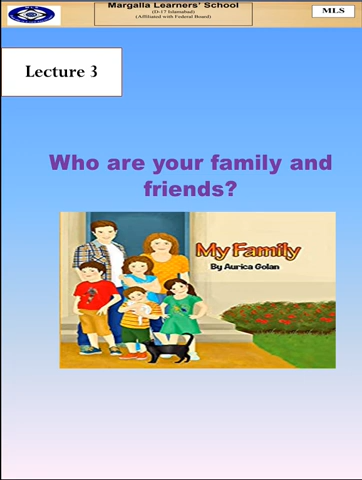 Margalla Learners' School
(D-17 Islamabad)
(Affiliated with Federal Board)
MLS
Lecture 3
Who are your family and
friends?
My Family
By Aurica Golan